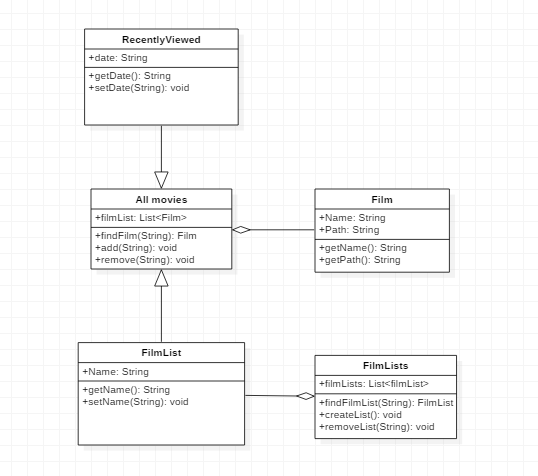 RecentlyViewed
+date: String
+getDate(): String
+setDate(String): void
All movies
+filmList: List<Film>
+findFilm(String): Film
+add(String): void
+remove(String): void
Film
+Name: String
+Path: String
+getName(): String
+getPath(): String
FilmList
+Name: String
+getName(): String
+setName(String): void
FilmLists
+filmLists: List<filmList>
+findFilmList(String): FilmList
+createList(): void
+removeList(String): void